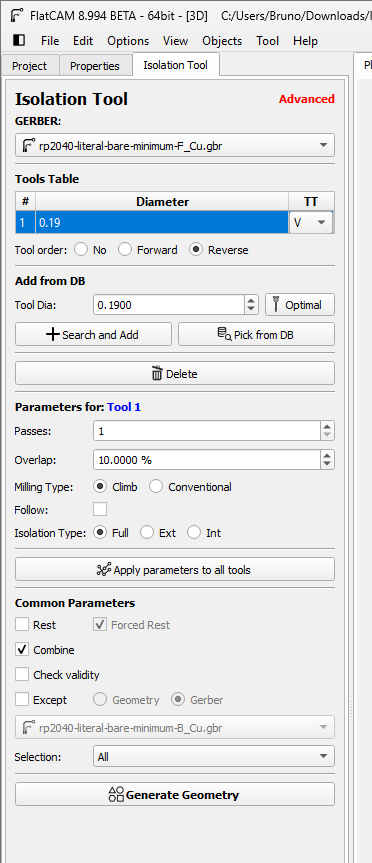 FlatCAM 8.994 BETA - 64bit - [3D] C:/Users/Bruno/Downloads/
File Edit Options View Objects Tool Help
Project Properties Isolation Tool
Isolation Tool Advanced
GERBER:
rp2040-literal-bare-minimum-F_Cu.gbr
Tools Table
# Diameter TT
1 0.19 V
Tool order: No Forward Reverse
Add from DB
Tool Dia: 0.1900 Optimal
Search and Add Pick from DB
Delete
Parameters for: Tool 1
Passes: 1
Overlap: 10.0000 %
Milling Type: Climb Conventional
Follow:
Isolation Type: Full Ext Int
Apply parameters to all tools
Common Parameters
Rest Forced Rest
Combine
Check validity
Except Geometry Gerber
rp2040-literal-bare-minimum-B_Cu.gbr
Selection: All
Generate Geometry